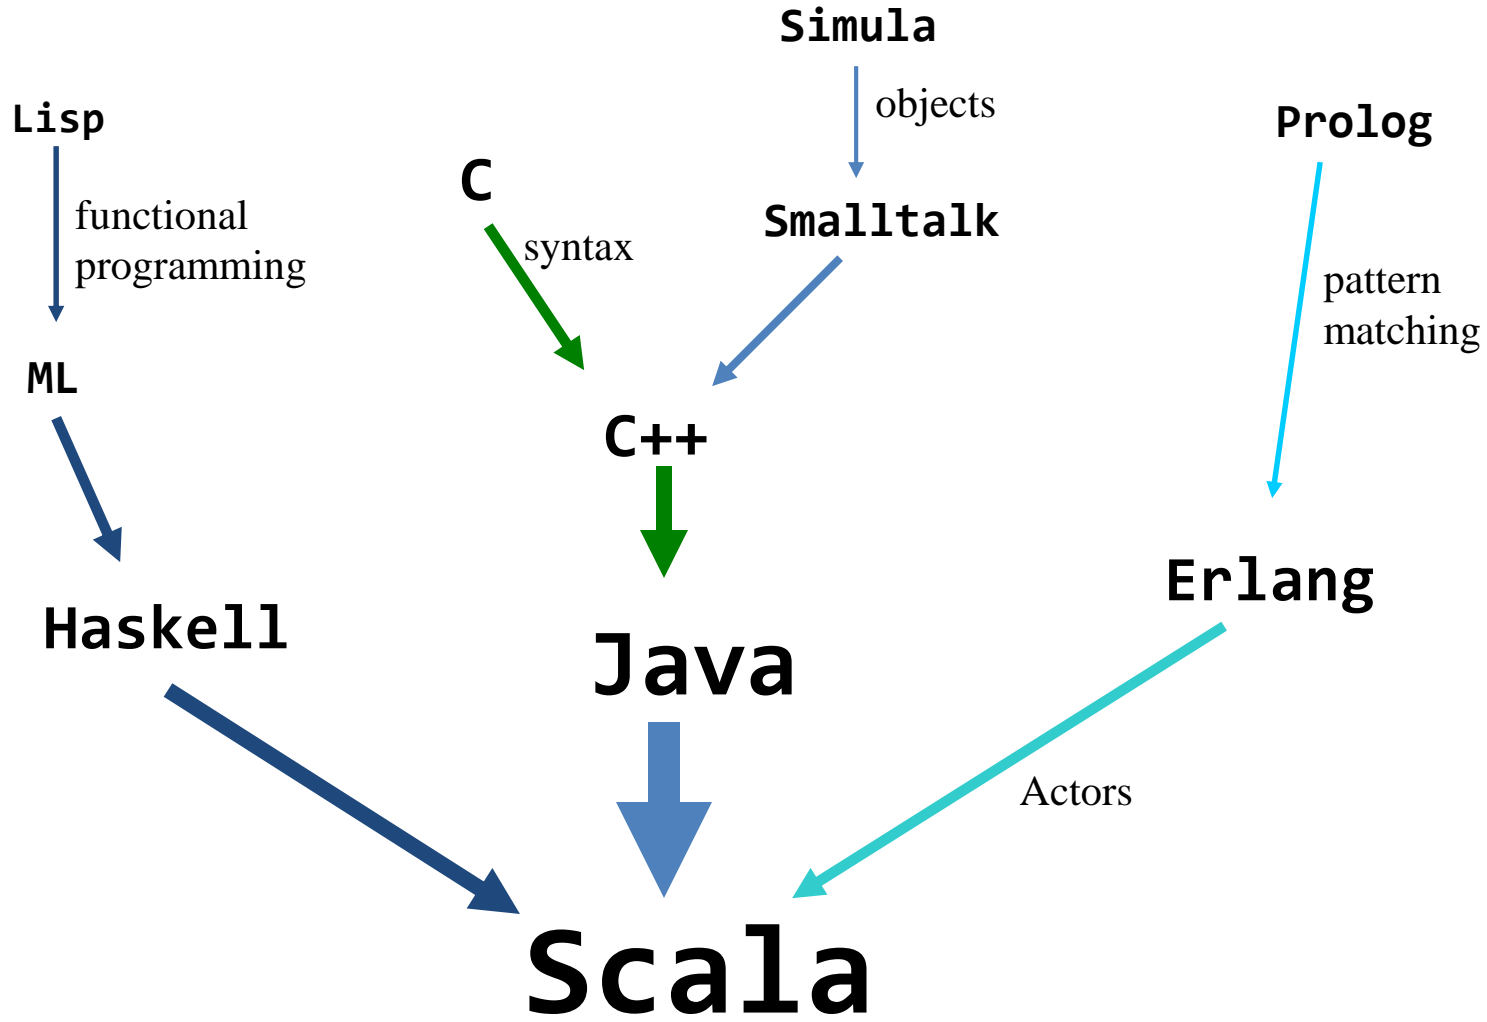 Simula
objects
Lisp
Prolog
C
functional
programming
syntax
Smalltalk
pattern
matching
ML
C++
Erlang
Haskell
Java
Actors
Scala